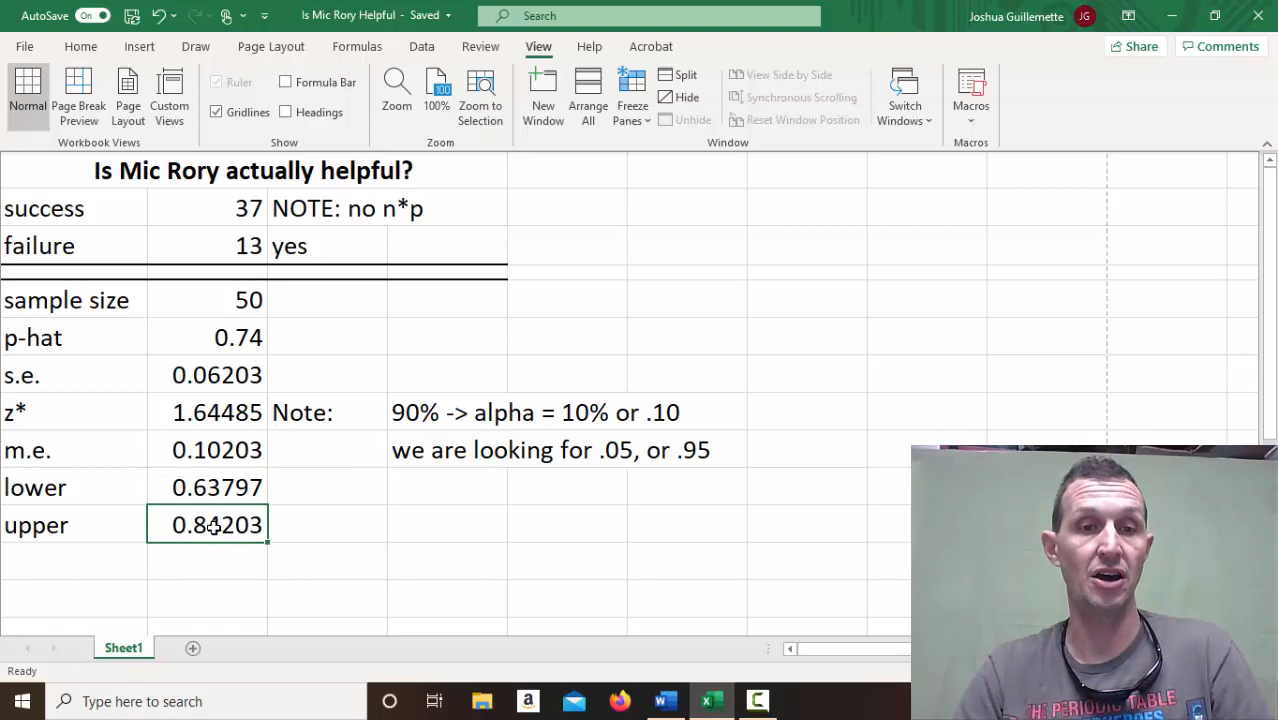 AutoSave On Is Mic Rory Helpful - Saved Search Joshua Guillemette JG
File Home Insert Draw Page Layout Formulas Data Review View Help Acrobat Share Comments
Normal Page Break Preview Page Layout Custom Views Ruler Formula Bar Gridlines Headings Zoom 100% 100 Zoom to Selection New Window Arrange All Freeze Panes Split Hide Unhide View Side by Side Synchronous Scrolling Reset Window Position Switch Windows Macros
Workbook Views Show Zoom Window Macros
Is Mic Rory actually helpful?
success 37 NOTE: no n*p
failure 13 yes
sample size 50
p-hat 0.74
s.e. 0.06203
z* 1.64485 Note: 90% -> alpha = 10% or .10
m.e. 0.10203 we are looking for .05, or .95
lower 0.63797
upper 0.84203
Sheet1
Ready
Type here to search
THE PERIODIC TABLE